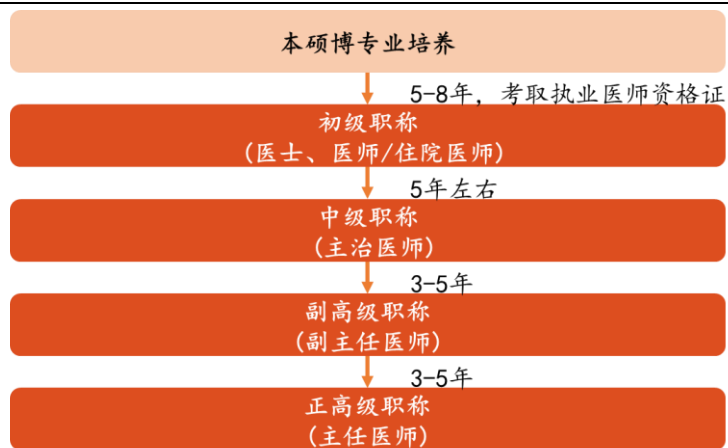 本硕博专业培养
5-8年，考取执业医师资格证
初级职称
(医士、医师/住院医师)
5年左右
中级职称
(主治医师)
3-5年
副高级职称
(副主任医师)
3-5年
正高级职称
(主任医师)